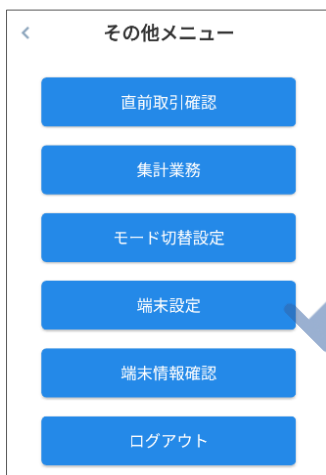 その他メニュー
直前取引確認
集計業務
モード切替設定
端末設定
端末情報確認
ログアウト